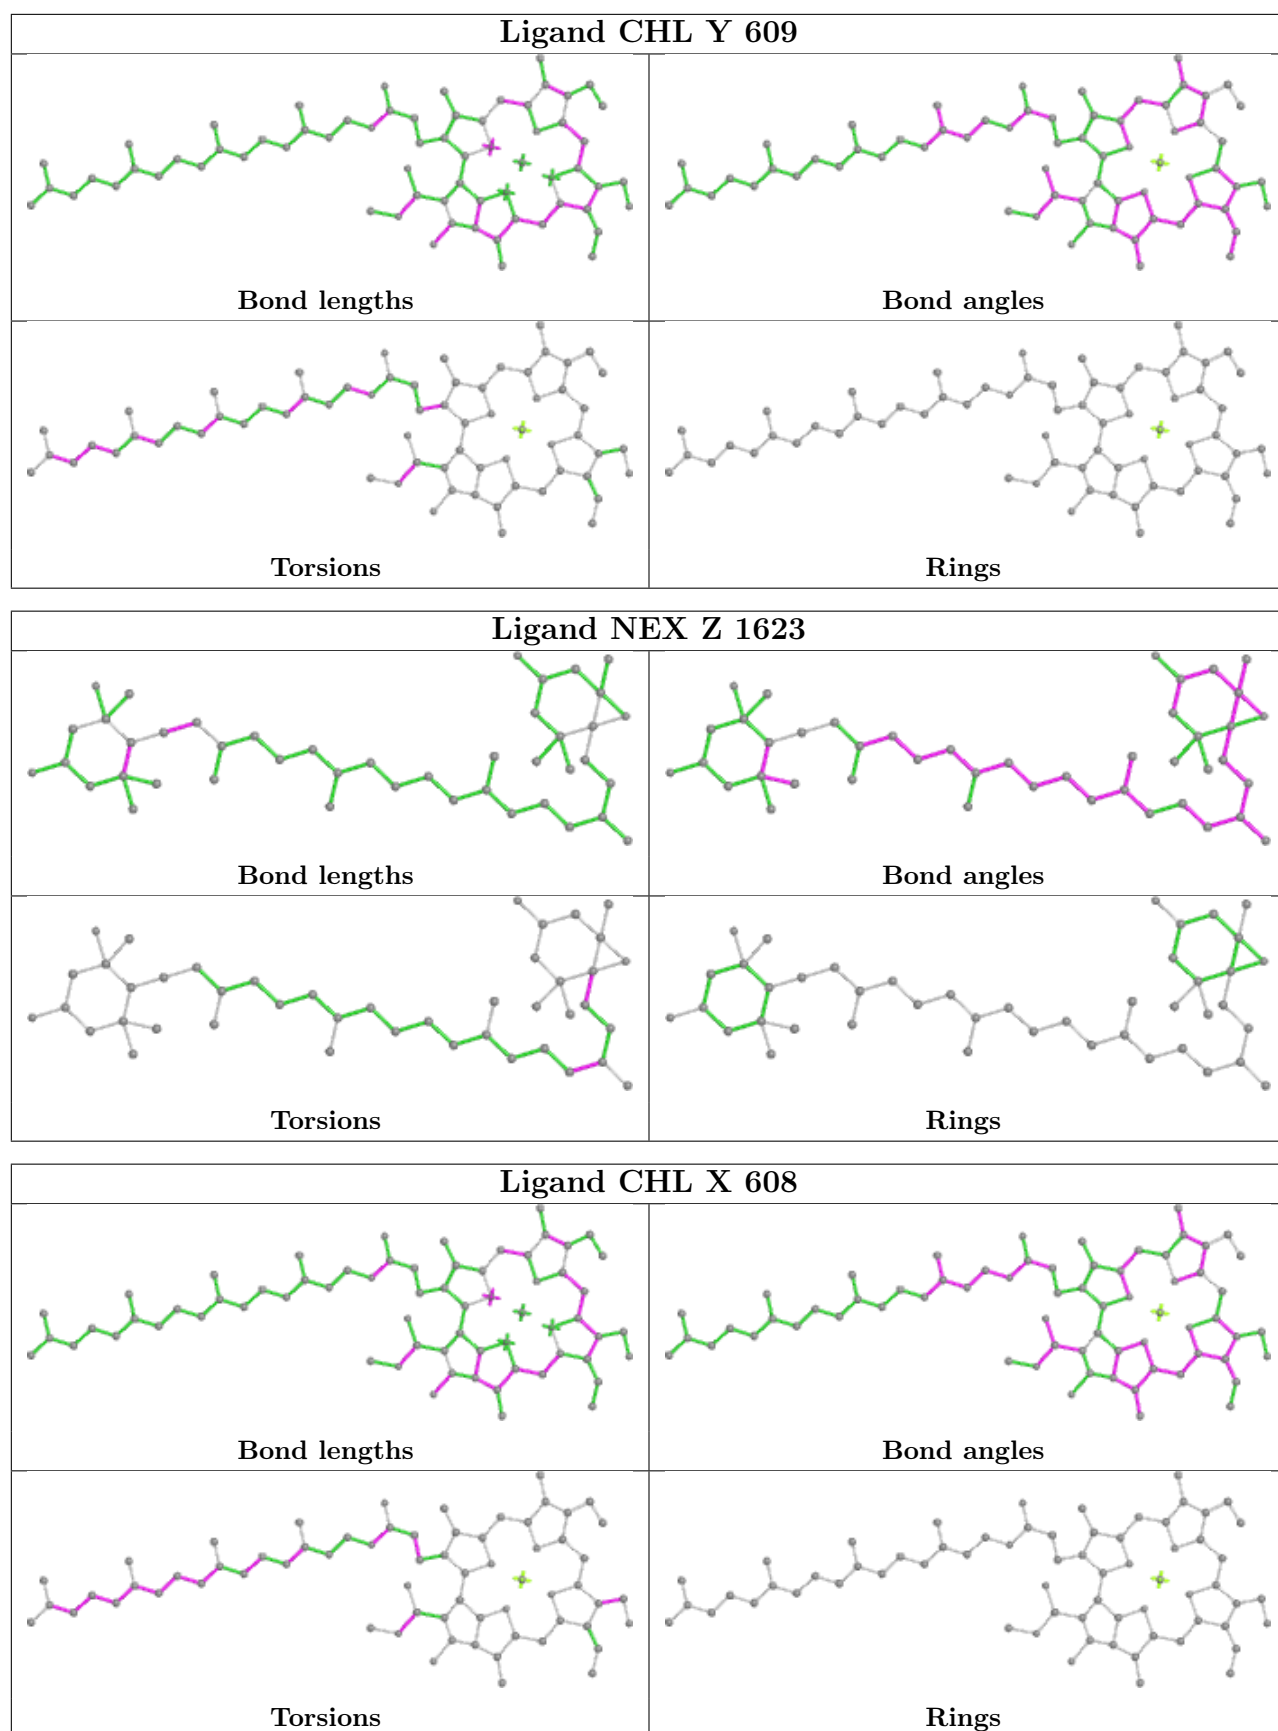 Ligand CHL Y 609
Bond lengths
Bond angles
Torsions
Rings
Ligand NEX Z 1623
Bond lengths
Bond angles
Torsions
Rings
Ligand CHL X 608
Bond lengths
Bond angles
Torsions
Rings